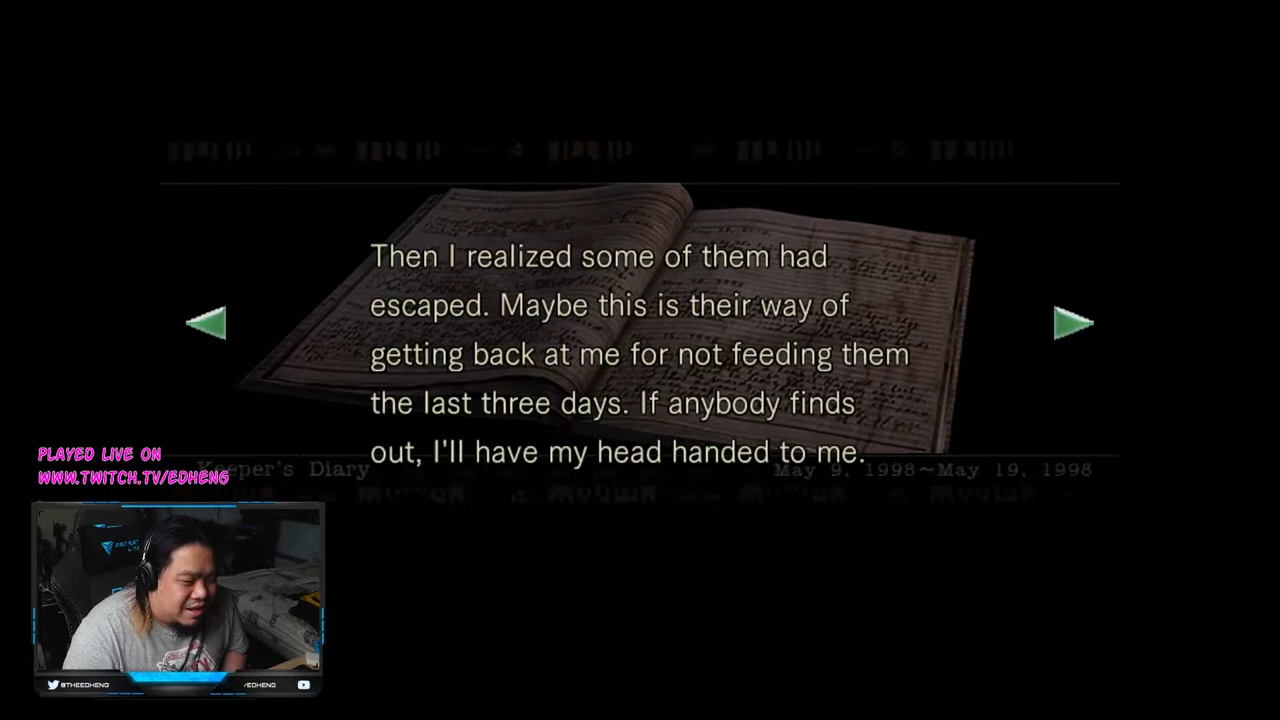 Then I realized some of them had
escaped. Maybe this is their way of
getting back at me for not feeding them
the last three days. If anybody finds
out, I'll have my head handed to me.
Keeper's Diary
May 9, 1998~May 19, 1998
PLAYED LIVE ON
WWW.TWITCH.TV/EDHENG
@THEEDHENG
/EDHENG